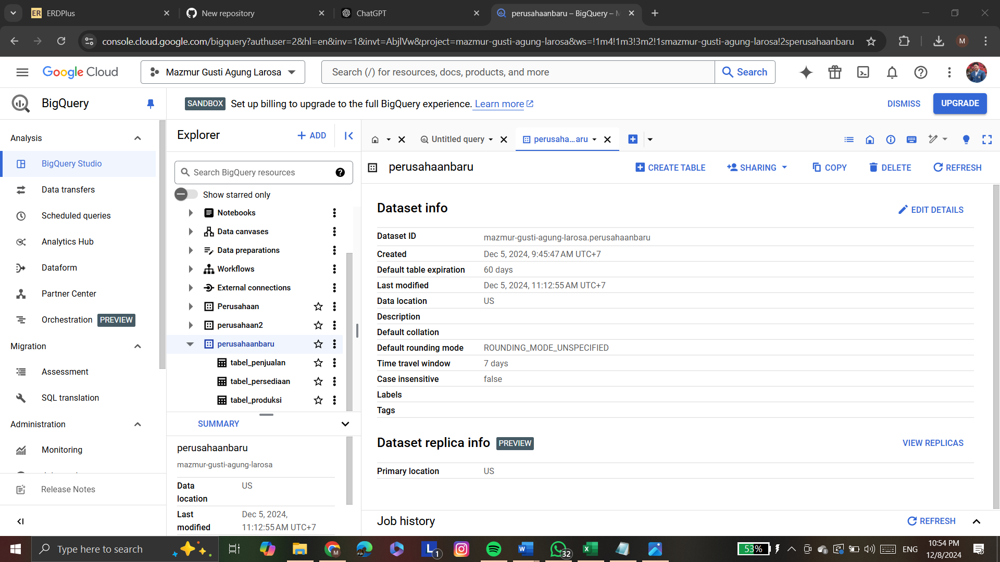 ER ERDPlus
New repository
ChatGPT
perusahaanbaru – BigQuery – M
console.cloud.google.com/bigquery?authuser=2&hl=en&inv=1&invt=AbjlVw&project=mazmur-gusti-agung-larosa&ws=!1m4!1m3!3m2!1smazmur-gusti-agung-larosa!2sperusahaanbaru
M
Google Cloud
Mazmur Gusti Agung Larosa
Search (/) for resources, docs, products, and more
Search
BigQuery
SANDBOX Set up billing to upgrade to the full BigQuery experience. Learn more
DISMISS
UPGRADE
Analysis
BigQuery Studio
Data transfers
Scheduled queries
Analytics Hub
Dataform
Partner Center
Orchestration PREVIEW
Migration
Assessment
SQL translation
Administration
Monitoring
Release Notes
Explorer
ADD
Search BigQuery resources
Show starred only
Notebooks
Data canvases
Data preparations
Workflows
External connections
Perusahaan
perusahaan2
perusahaanbaru
tabel_penjualan
tabel_persediaan
tabel_produksi
SUMMARY
perusahaanbaru
mazmur-gusti-agung-larosa
Data location US
Last modified Dec 5, 2024, 11:12:55 AM UTC+7
Untitled query
perusaha...aru
perusahaanbaru
CREATE TABLE
SHARING
COPY
DELETE
REFRESH
Dataset info
EDIT DETAILS
Dataset ID mazmur-gusti-agung-larosa.perusahaanbaru
Created Dec 5, 2024, 9:45:47 AM UTC+7
Default table expiration 60 days
Last modified Dec 5, 2024, 11:12:55 AM UTC+7
Data location US
Description
Default collation
Default rounding mode ROUNDING_MODE_UNSPECIFIED
Time travel window 7 days
Case insensitive false
Labels
Tags
Dataset replica info PREVIEW
VIEW REPLICAS
Primary location US
Job history
REFRESH
Type here to search
L 1
32
53%
ENG
10:54 PM
12/8/2024